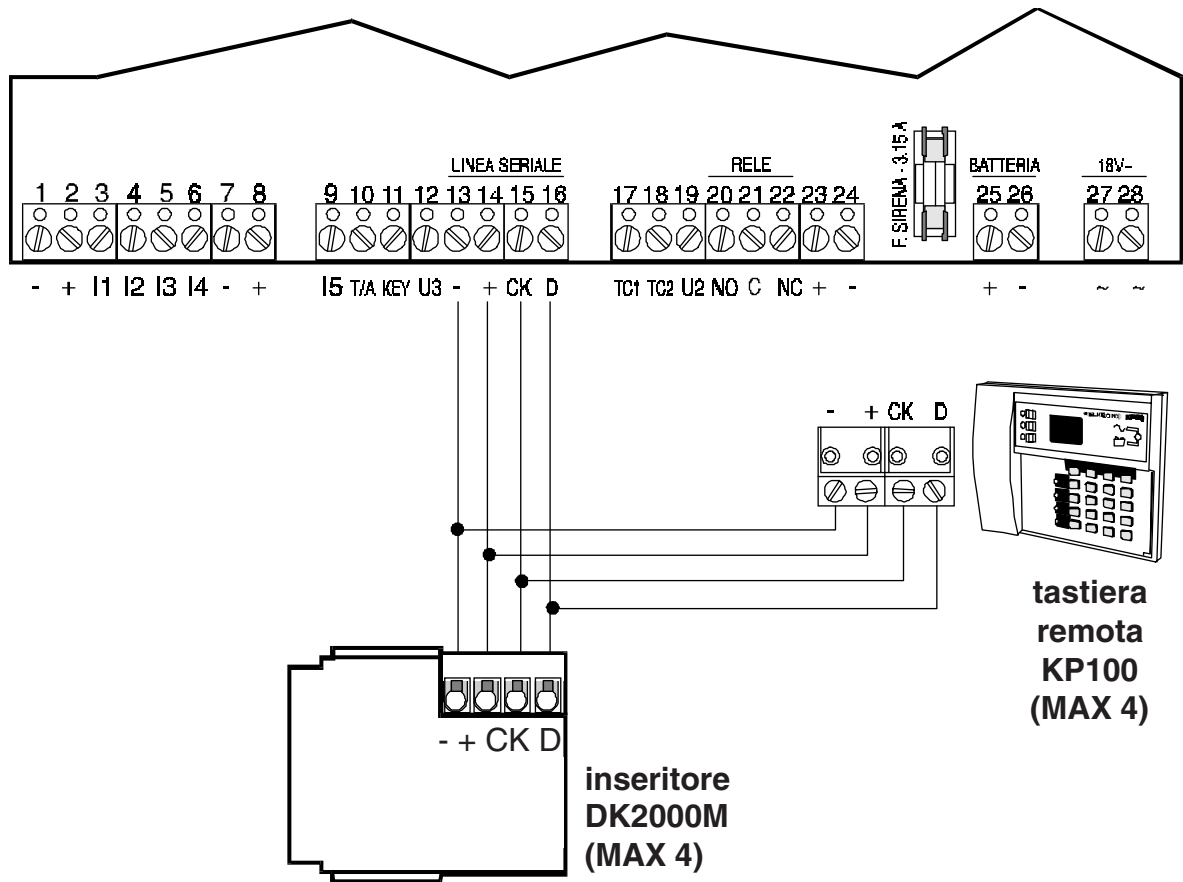 LINEA SERIALE RELE F. SIRENA - 3.15 A BATTERIA 18V~
1 2 3 4 5 6 7 8 9 10 11 12 13 14 15 16 17 18 19 20 21 22 23 24 25 26 27 28
- + I1 I2 I3 I4 - + I5 T/A KEY U3 - + CK D TC1 TC2 U2 NO C NC + - + - ~ ~
- + CK D
tastiera
remota
KP100
(MAX 4)
- + CK D
inseritore
DK2000M
(MAX 4)